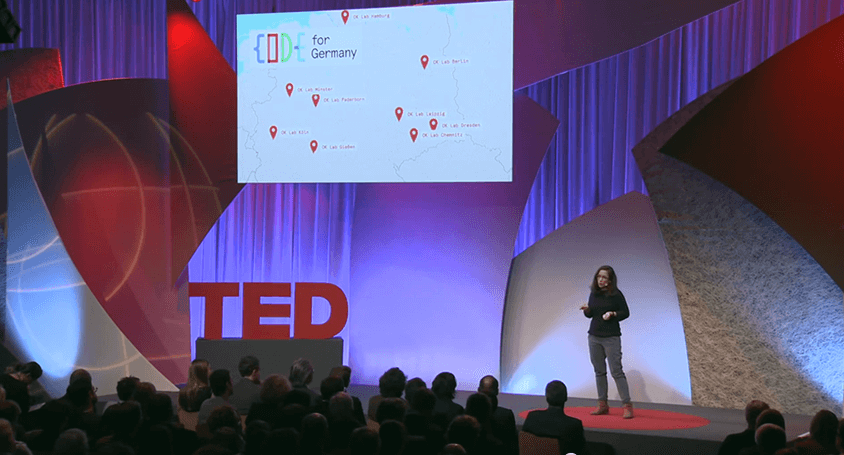 OK Lab Hamburg
{CODE for
Germany
OK Lab Berlin
OK Lab Münster
OK Lab Paderborn
OK Lab Leipzig
OK Lab Dresden
OK Lab Chemnitz
OK Lab Köln
OK Lab Gießen
TED